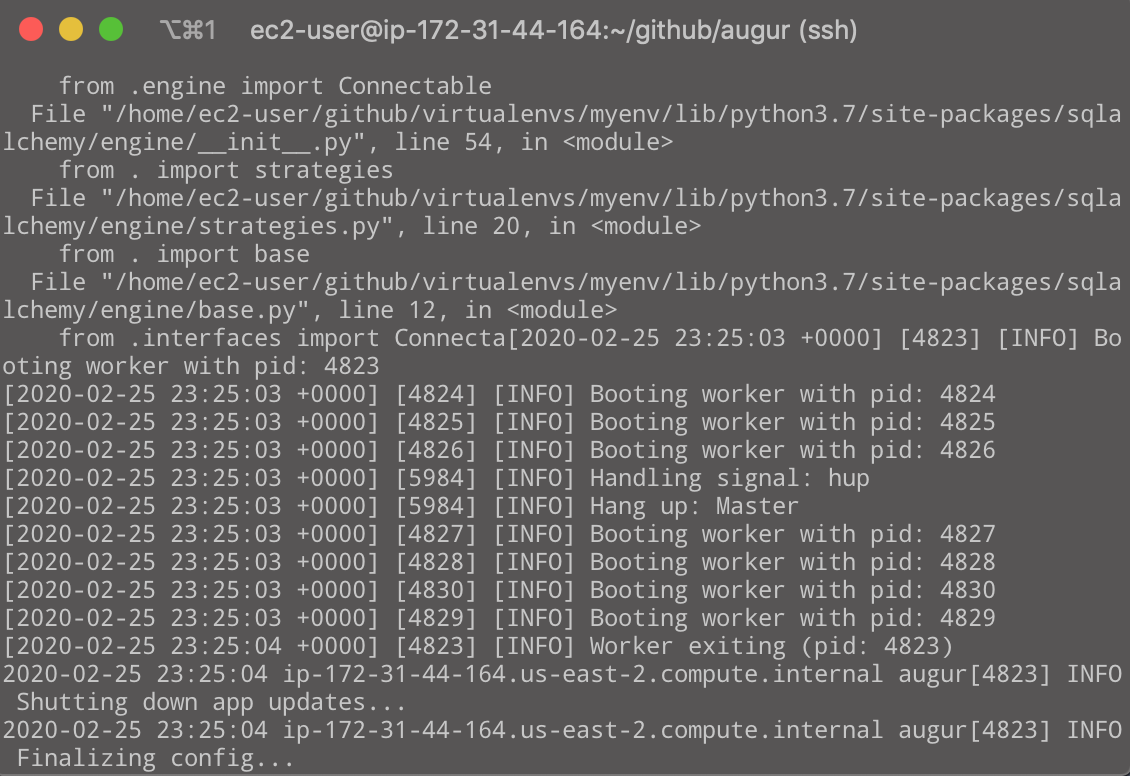 ⌥⌘1 ec2-user@ip-172-31-44-164:~/github/augur (ssh)
from .engine import Connectable
File "/home/ec2-user/github/virtualenvs/myenv/lib/python3.7/site-packages/sqla
lchemy/engine/__init__.py", line 54, in <module>
from . import strategies
File "/home/ec2-user/github/virtualenvs/myenv/lib/python3.7/site-packages/sqla
lchemy/engine/strategies.py", line 20, in <module>
from . import base
File "/home/ec2-user/github/virtualenvs/myenv/lib/python3.7/site-packages/sqla
lchemy/engine/base.py", line 12, in <module>
from .interfaces import Connecta[2020-02-25 23:25:03 +0000] [4823] [INFO] Bo
oting worker with pid: 4823
[2020-02-25 23:25:03 +0000] [4824] [INFO] Booting worker with pid: 4824
[2020-02-25 23:25:03 +0000] [4825] [INFO] Booting worker with pid: 4825
[2020-02-25 23:25:03 +0000] [4826] [INFO] Booting worker with pid: 4826
[2020-02-25 23:25:03 +0000] [5984] [INFO] Handling signal: hup
[2020-02-25 23:25:03 +0000] [5984] [INFO] Hang up: Master
[2020-02-25 23:25:03 +0000] [4827] [INFO] Booting worker with pid: 4827
[2020-02-25 23:25:03 +0000] [4828] [INFO] Booting worker with pid: 4828
[2020-02-25 23:25:03 +0000] [4830] [INFO] Booting worker with pid: 4830
[2020-02-25 23:25:03 +0000] [4829] [INFO] Booting worker with pid: 4829
[2020-02-25 23:25:04 +0000] [4823] [INFO] Worker exiting (pid: 4823)
2020-02-25 23:25:04 ip-172-31-44-164.us-east-2.compute.internal augur[4823] INFO
Shutting down app updates...
2020-02-25 23:25:04 ip-172-31-44-164.us-east-2.compute.internal augur[4823] INFO
Finalizing config...